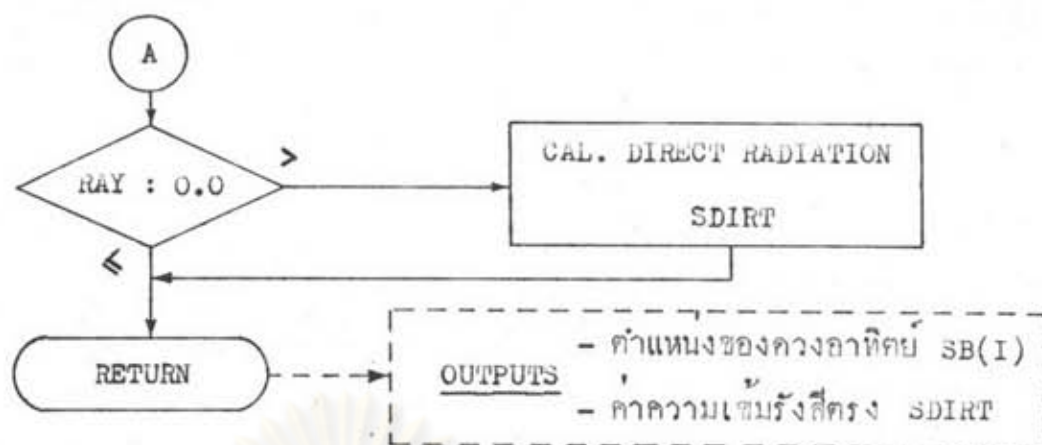 A
>
RAY : 0.0
CAL. DIRECT RADIATION
SDIRT
≤
RETURN
OUTPUTS
- ตำแหน่งของดวงอาทิตย์ SB(I)
- ค่าความเข้มรังสีตรง SDIRT